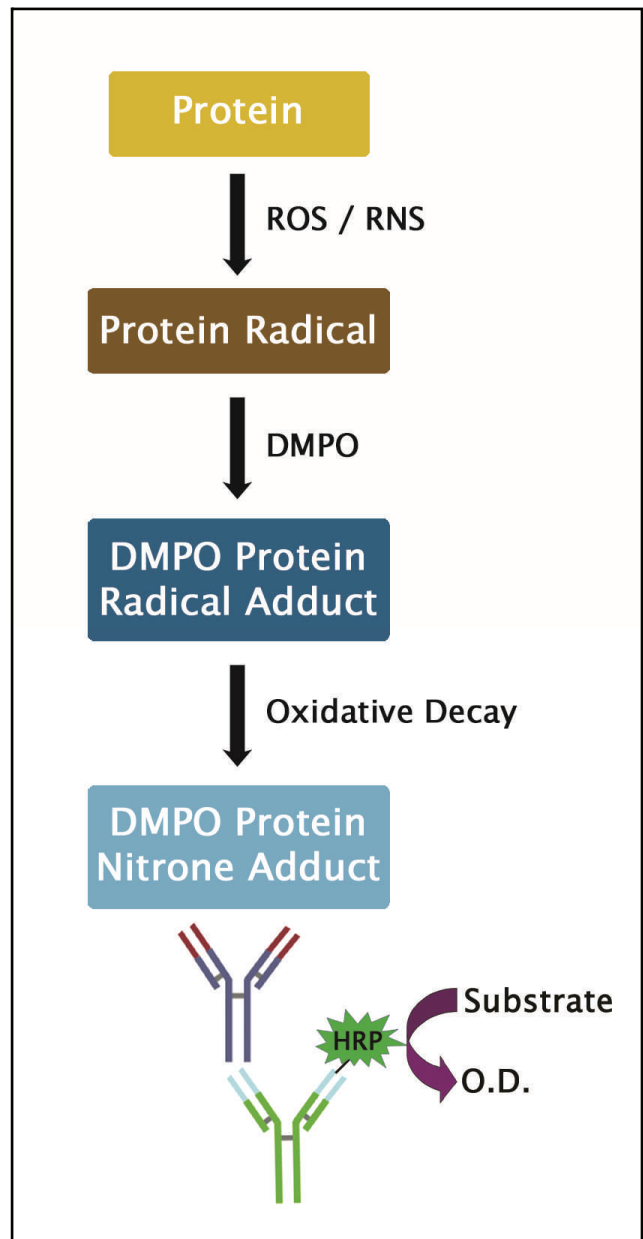 Protein
ROS / RNS
Protein Radical
DMPO
DMPO Protein
Radical Adduct
Oxidative Decay
DMPO Protein
Nitrone Adduct
Substrate
HRP
O.D.